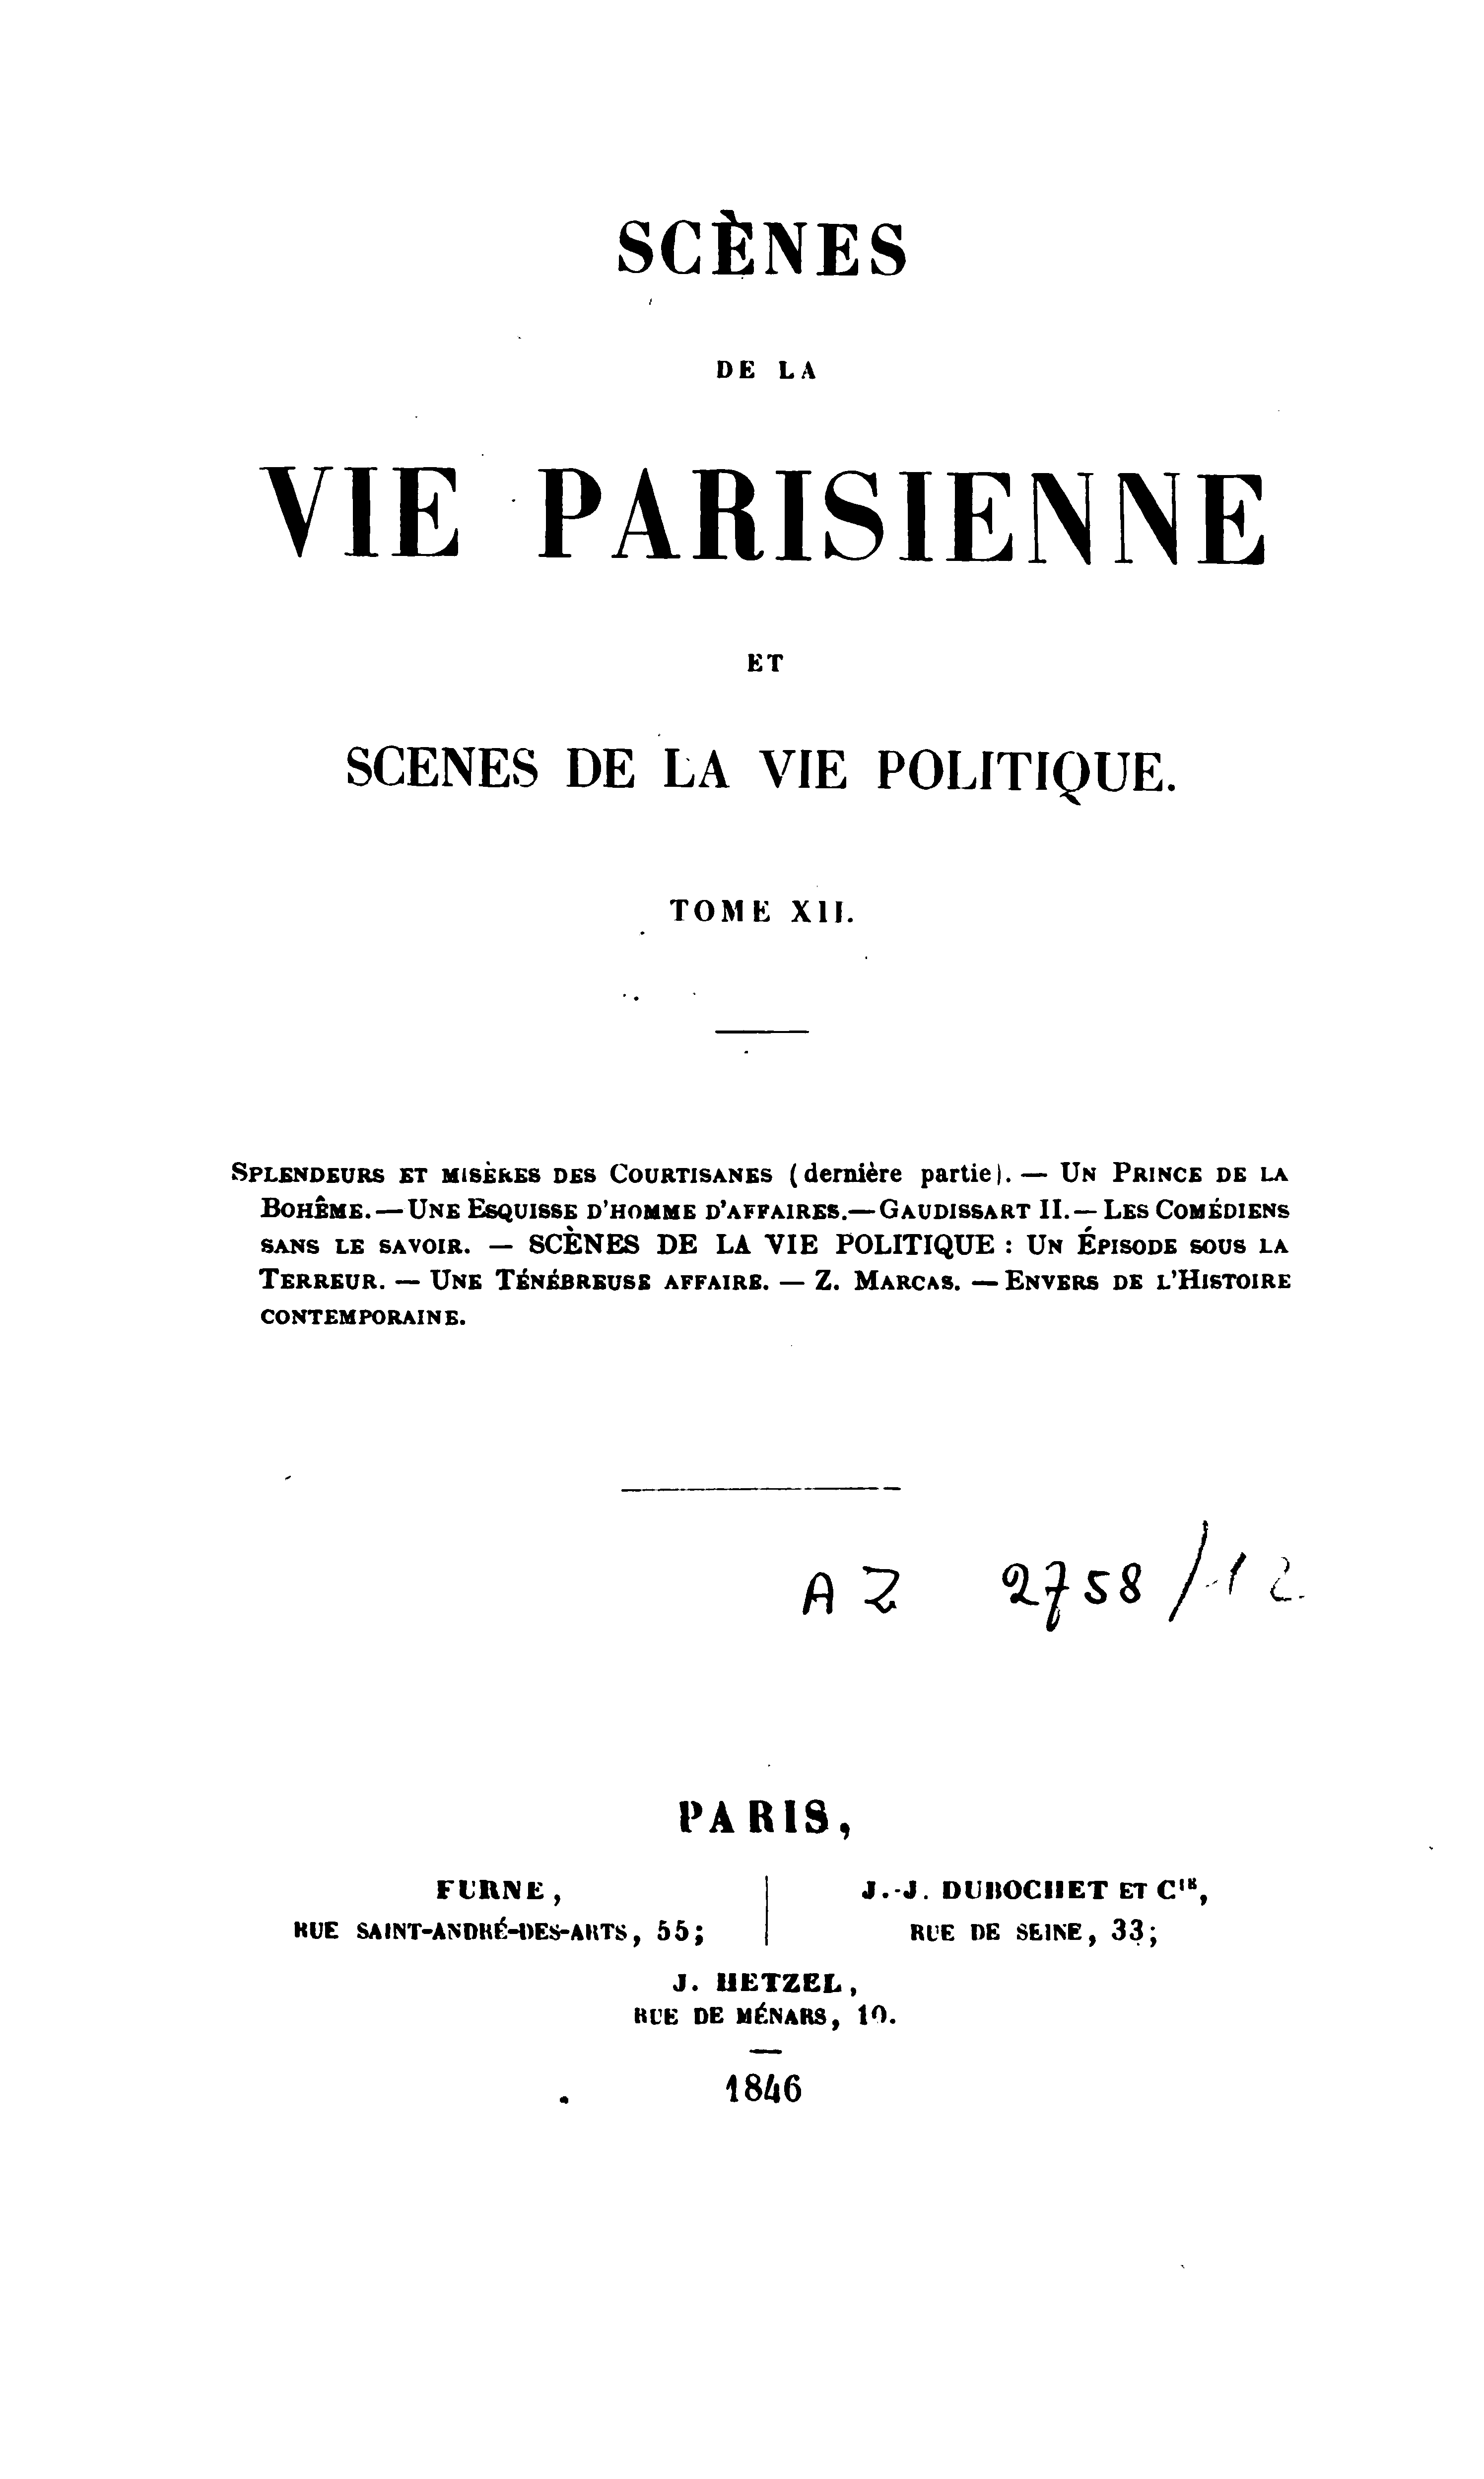 SCÈNES
DE LA
VIE PARISIENNE
ET
SCENES DE LA VIE POLITIQUE.
TOME XII.
SPLENDEURS ET MISÈRES DES COURTISANES (dernière partie). — UN PRINCE DE LA
BOHÊME. — UNE ESQUISSE D'HOMME D'AFFAIRES. — GAUDISSART II. — LES COMÉDIENS
SANS LE SAVOIR. — SCÈNES DE LA VIE POLITIQUE : UN ÉPISODE SOUS LA
TERREUR. — UNE TÉNÉBREUSE AFFAIRE. — Z. MARCAS. — ENVERS DE L'HISTOIRE
CONTEMPORAINE.
AZ 2758/12
PARIS,
FURNE,
RUE SAINT-ANDRÉ-DES-ARTS, 55;
J.-J. DUBOCHET ET CIE,
RUE DE SEINE, 33;
J. HETZEL,
RUE DE MÉNARS, 10.
1846